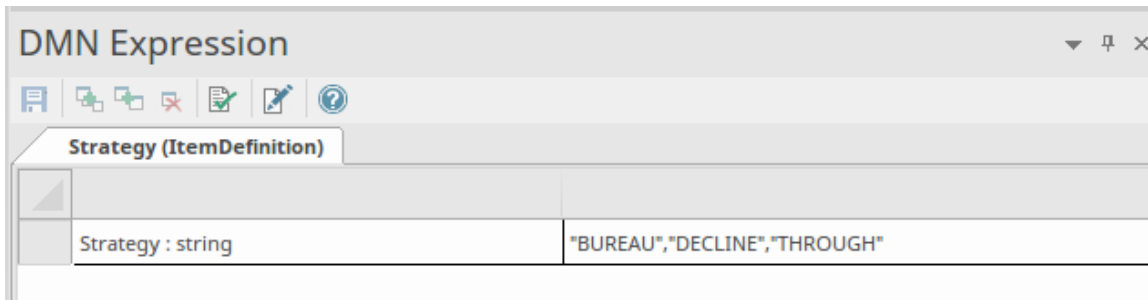 DMN Expression
Strategy (ItemDefinition)
Strategy : string "BUREAU","DECLINE","THROUGH"